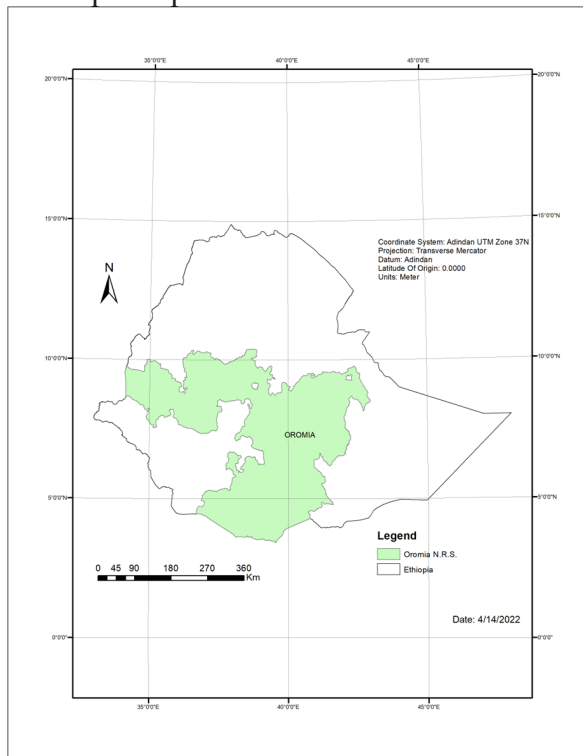 35°0'0"E 40°0'0"E 45°0'0"E
20°0'0"N 20°0'0"N
15°0'0"N 15°0'0"N
Coordinate System: Adindan UTM Zone 37N
Projection: Transverse Mercator
Datum: Adindan
Latitude Of Origin: 0.0000
Units: Meter
N
10°0'0"N 10°0'0"N
OROMIA
5°0'0"N 5°0'0"N
Legend
Oromia N.R.S.
Ethiopia
0 45 90 180 270 360
Km
Date: 4/14/2022
0°0'0" 0°0'0"
35°0'0"E 40°0'0"E 45°0'0"E